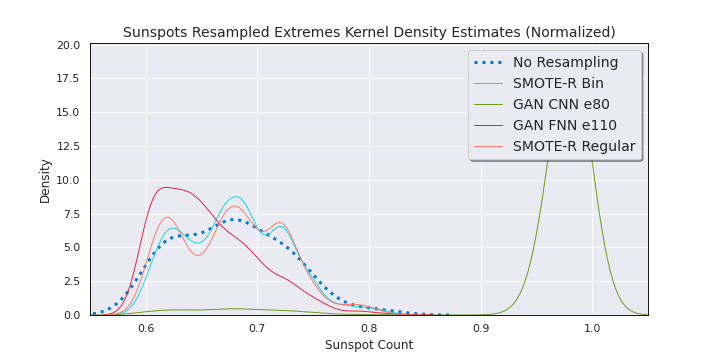 Sunspots Resampled Extremes Kernel Density Estimates (Normalized)
20.0
17.5
15.0
12.5
10.0
7.5
5.0
2.5
0.0
Density
No Resampling
SMOTE-R Bin
GAN CNN e80
GAN FNN e110
SMOTE-R Regular
0.6 0.7 0.8 0.9 1.0
Sunspot Count